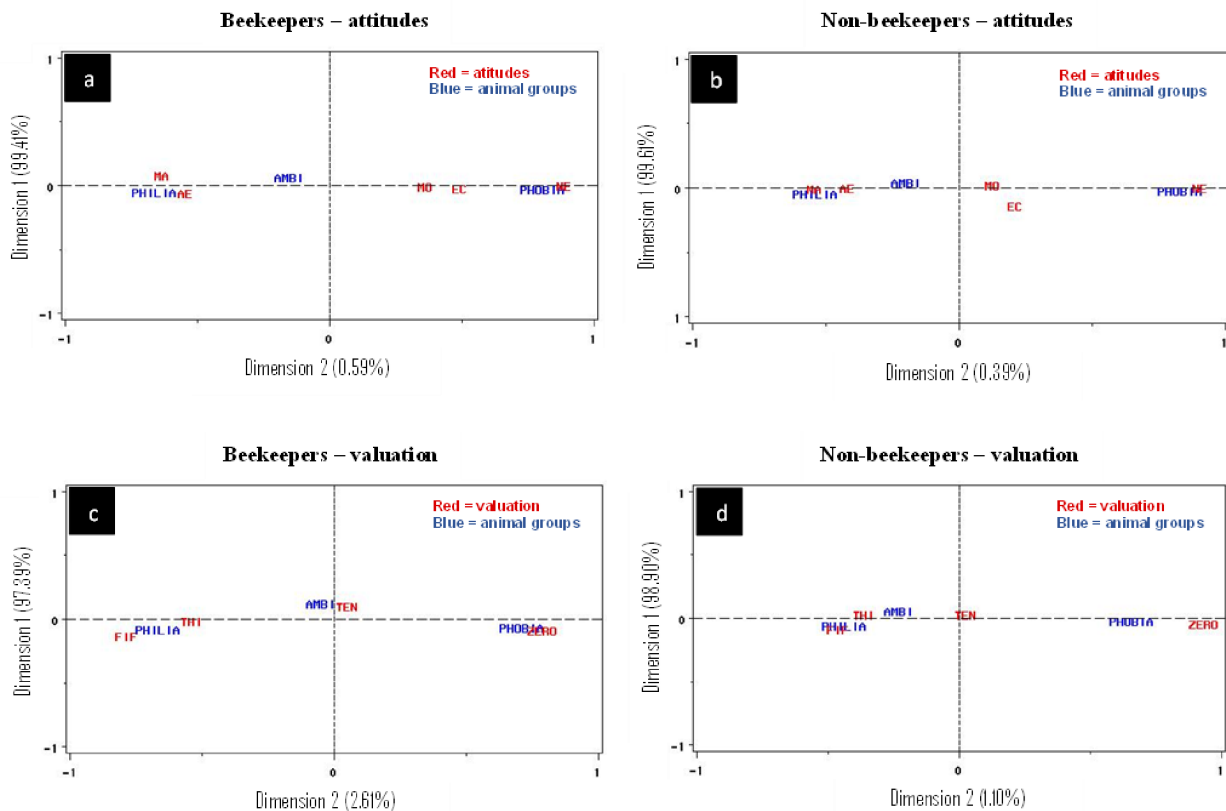 Beekeepers – attitudes
a
Red = atitudes
Blue = animal groups
Dimension 1 (99.41%)
1
0
-1
MA
PHILIA
AE
AMBI
MO
EC
PHOBIA
NE
-1
0
1
Dimension 2 (0.59%)
Non-beekeepers – attitudes
b
Red = atitudes
Blue = animal groups
Dimension 1 (99.61%)
1
0
1
MA
PHILIA
AE
AMBI
MO
EC
PHOBIA
NE
-1
0
1
Dimension 2 (0.39%)
Beekeepers – valuation
c
Red = valuation
Blue = animal groups
Dimension 1 (97.39%)
1
0
-1
FIF
PHILIA
THI
AMBI
TEN
PHOBIA
ZERO
-1
0
1
Dimension 2 (2.61%)
Non-beekeepers – valuation
d
Red = valuation
Blue = animal groups
Dimension 1 (98.90%)
1
0
-1
PHILIA
FIF
THI
AMBI
TEN
PHOBIA
ZERO
-1
0
1
Dimension 2 (1.10%)